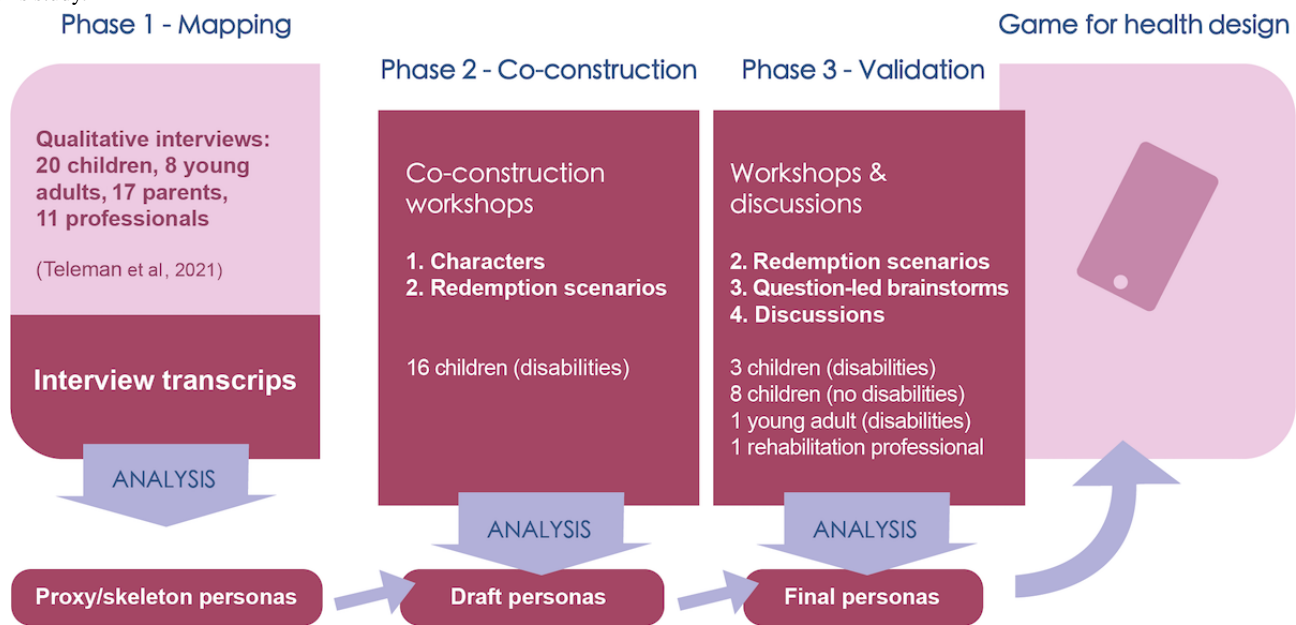 study.
Phase 1 - Mapping
Qualitative interviews:
20 children, 8 young
adults, 17 parents,
11 professionals
(Teleman et al, 2021)
Interview transcrips
ANALYSIS
Proxy/skeleton personas
Phase 2 - Co-construction
Co-construction
workshops
1. Characters
2. Redemption scenarios
16 children (disabilities)
ANALYSIS
Draft personas
Phase 3 - Validation
Workshops &
discussions
2. Redemption scenarios
3. Question-led brainstorms
4. Discussions
3 children (disabilities)
8 children (no disabilities)
1 young adult (disabilities)
1 rehabilitation professional
ANALYSIS
Final personas
Game for health design